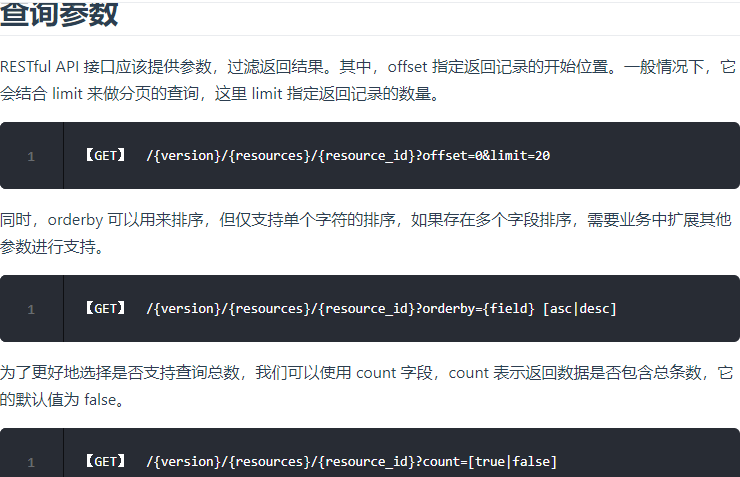 查询参数
RESTful API 接口应该提供参数，过滤返回结果。其中，offset 指定返回记录的开始位置。一般情况下，它
会结合 limit 来做分页的查询，这里 limit 指定返回记录的数量。
1 【GET】 /{version}/{resources}/{resource_id}?offset=0&limit=20
同时，orderby 可以用来排序，但仅支持单个字符的排序，如果存在多个字段排序，需要业务中扩展其他
参数进行支持。
1 【GET】 /{version}/{resources}/{resource_id}?orderby={field} [asc|desc]
为了更好地选择是否支持查询总数，我们可以使用 count 字段，count 表示返回数据是否包含总条数，它
的默认值为 false。
1 【GET】 /{version}/{resources}/{resource_id}?count=[true|false]